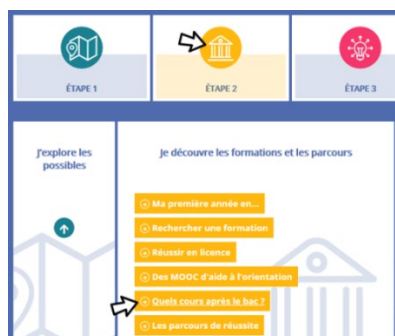 ÉTAPE 1
ÉTAPE 2
ÉTAPE 3
J'explore les
possibles
Je découvre les formations et les parcours
Ma première année en...
Rechercher une formation
Réussir en licence
Des MOOC d'aide à l'orientation
Quels cours après le bac ?
Les parcours de réussite